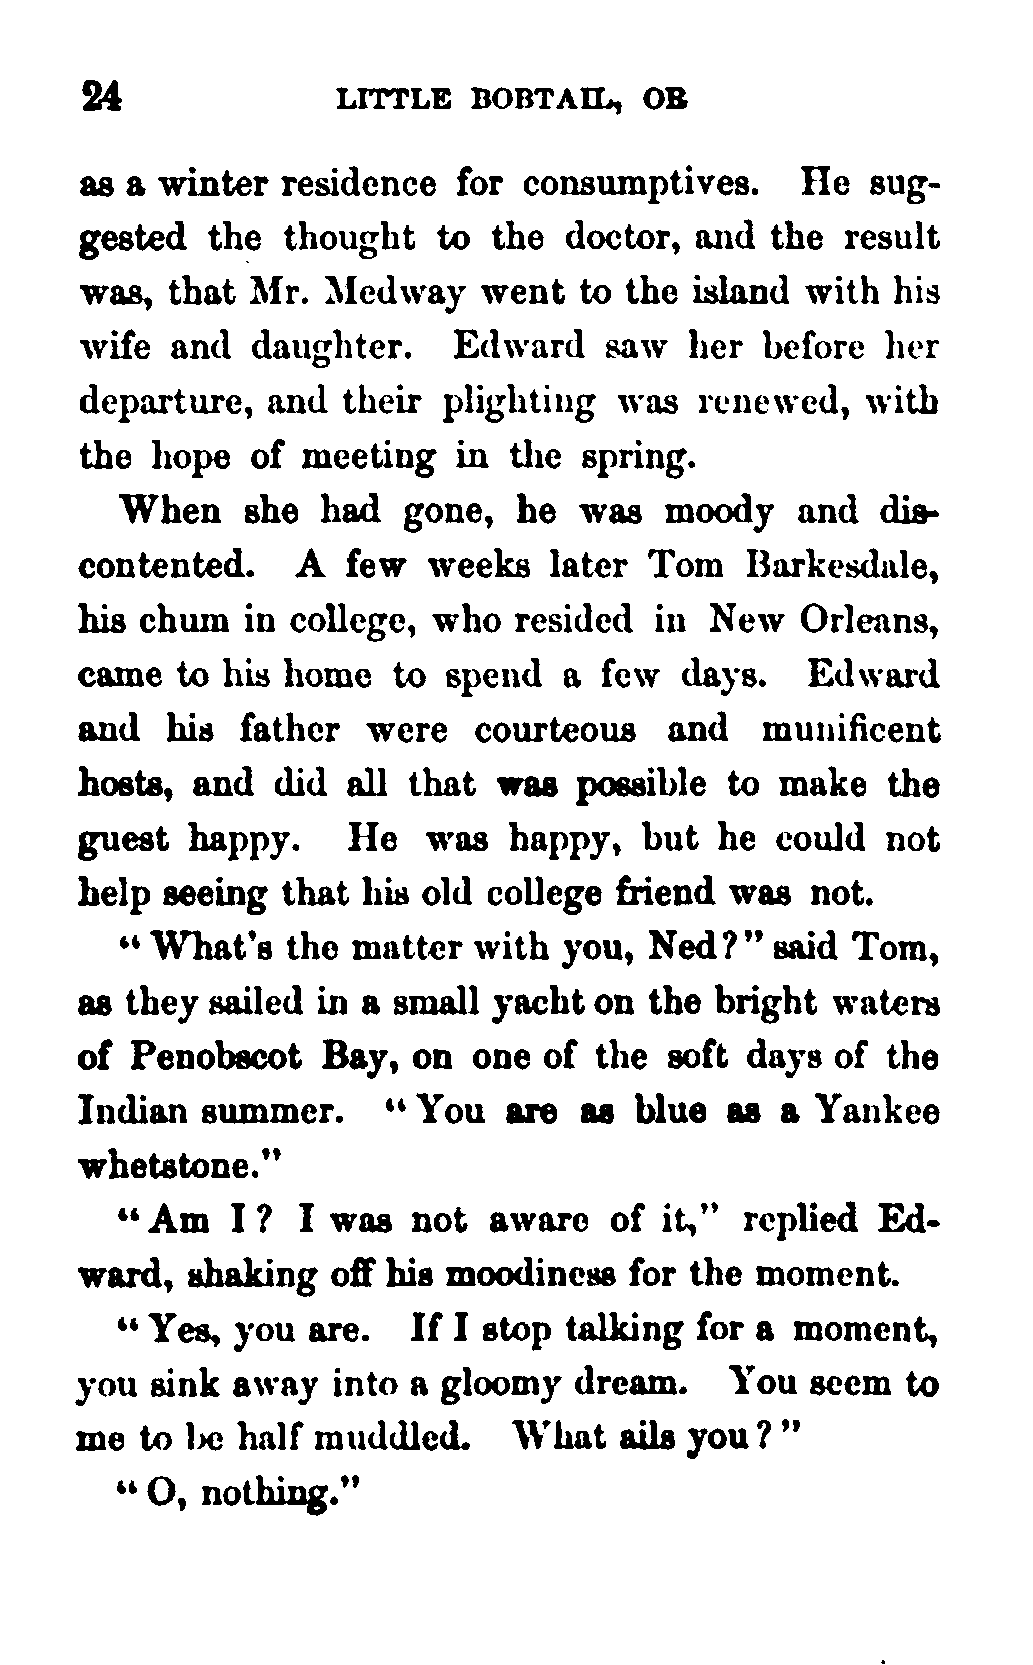 24 LITTLE BOBTAIL, OR
as a winter residence for consumptives. He sug-
gested the thought to the doctor, and the result
was, that Mr. Medway went to the island with his
wife and daughter. Edward saw her before her
departure, and their plighting was renewed, with
the hope of meeting in the spring.
When she had gone, he was moody and dis-
contented. A few weeks later Tom Barkesdale,
his chum in college, who resided in New Orleans,
came to his home to spend a few days. Edward
and his father were courteous and munificent
hosts, and did all that was possible to make the
guest happy. He was happy, but he could not
help seeing that his old college friend was not.
"What's the matter with you, Ned?" said Tom,
as they sailed in a small yacht on the bright waters
of Penobscot Bay, on one of the soft days of the
Indian summer. "You are as blue as a Yankee
whetstone."
"Am I? I was not aware of it," replied Ed-
ward, shaking off his moodiness for the moment.
"Yes, you are. If I stop talking for a moment,
you sink away into a gloomy dream. You seem to
me to be half muddled. What ails you?"
"O, nothing."